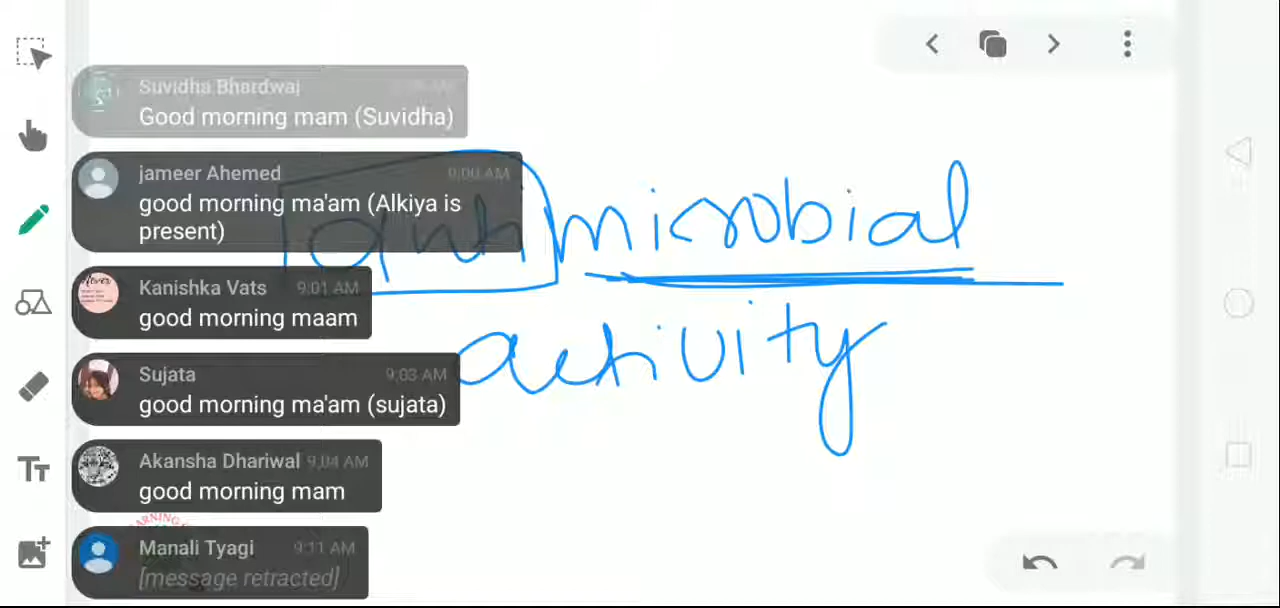 Suvidha Bhardwaj
Good morning mam (Suvidha)
jameer Ahemed 9:00 AM
good morning ma'am (Alkiya is
present)
anti microbial
Kanishka Vats 9:01 AM
good morning maam
activity
Sujata 9:03 AM
good morning ma'am (sujata)
Akansha Dhariwal 9:04 AM
good morning mam
Manali Tyagi 9:11 AM
[message retracted]
TT